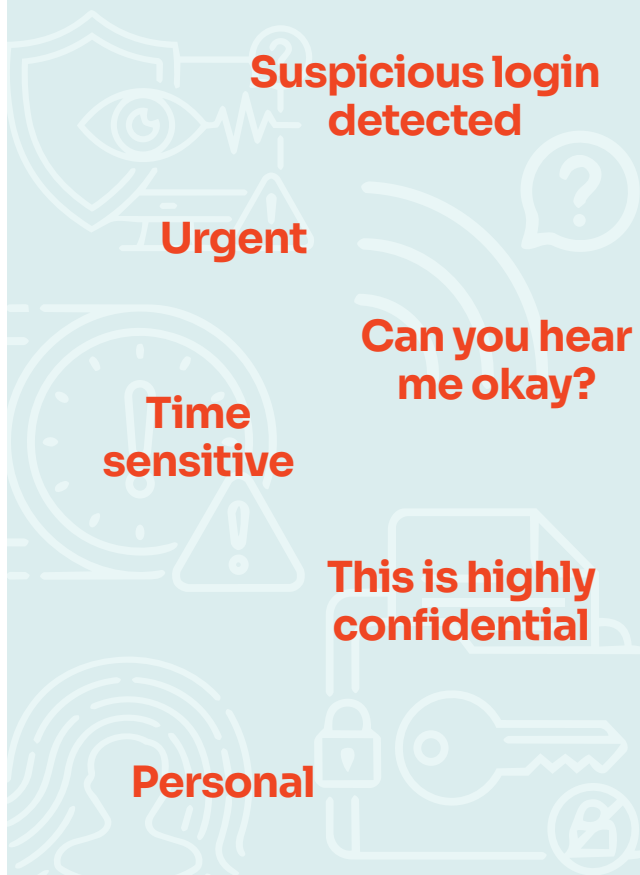 Suspicious login
detected
Urgent
Can you hear
me okay?
Time
sensitive
This is highly
confidential
Personal